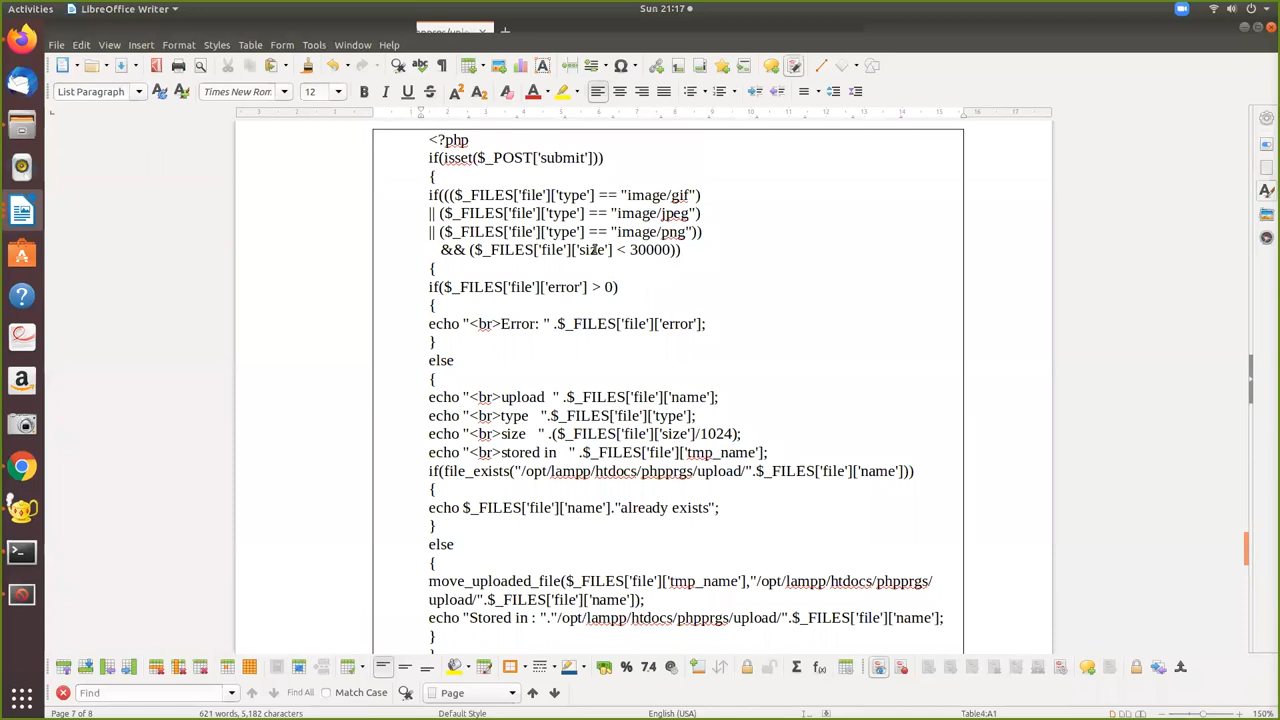 Activities
LibreOffice Writer
Sun 21:17
File Edit View Insert Format Styles Table Form Tools Window Help
List Paragraph
Times New Rom
12
<?php
if(isset($_POST['submit']))
{
if((($_FILES['file']['type'] == "image/gif")
|| ($_FILES['file']['type'] == "image/jpeg")
|| ($_FILES['file']['type'] == "image/png"))
&& ($_FILES['file']['size'] < 30000))
{
if($_FILES['file']['error'] > 0)
{
echo "<br>Error: " .$_FILES['file']['error'];
}
else
{
echo "<br>upload  " .$_FILES['file']['name'];
echo "<br>type   ".$_FILES['file']['type'];
echo "<br>size   " .($_FILES['file']['size']/1024);
echo "<br>stored in   " .$_FILES['file']['tmp_name'];
if(file_exists("/opt/lampp/htdocs/phpprgs/upload/".$_FILES['file']['name']))
{
echo $_FILES['file']['name']."already exists";
}
else
{
move_uploaded_file($_FILES['file']['tmp_name'],"/opt/lampp/htdocs/phpprgs/
upload/".$_FILES['file']['name']);
echo "Stored in : "."/opt/lampp/htdocs/phpprgs/upload/".$_FILES['file']['name'];
}
Find
Find All
Match Case
Page
Page 7 of 8
621 words, 5,182 characters
Default Style
English (USA)
Table4:A1
150%